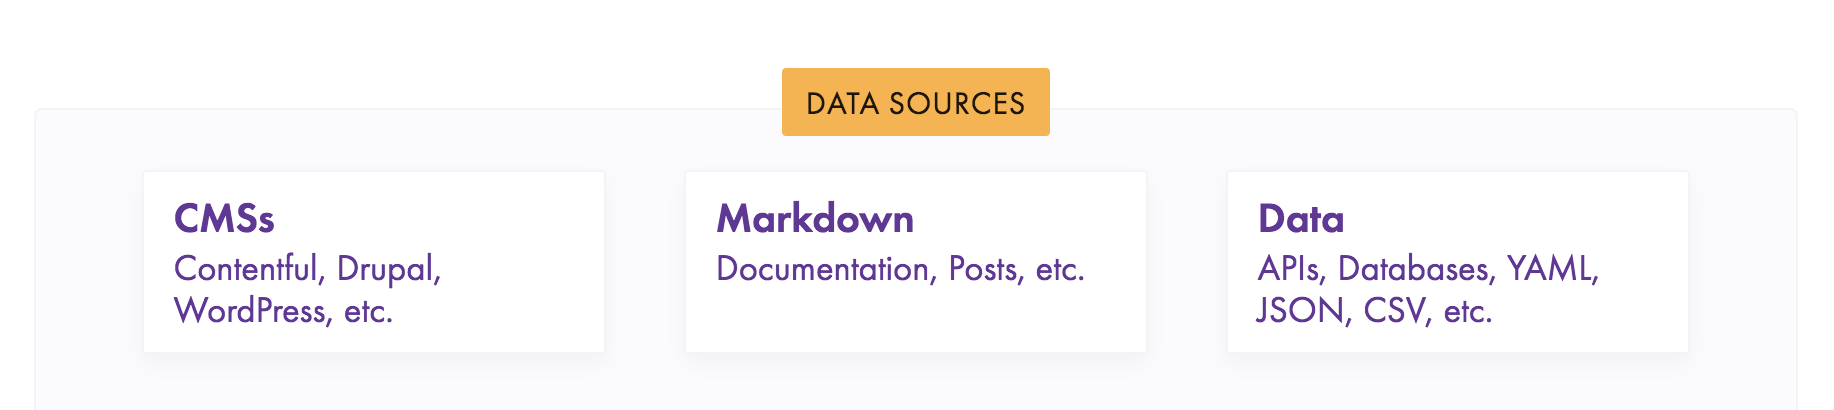 DATA SOURCES
CMSs
Contentful, Drupal,
WordPress, etc.
Markdown
Documentation, Posts, etc.
Data
APIs, Databases, YAML,
JSON, CSV, etc.